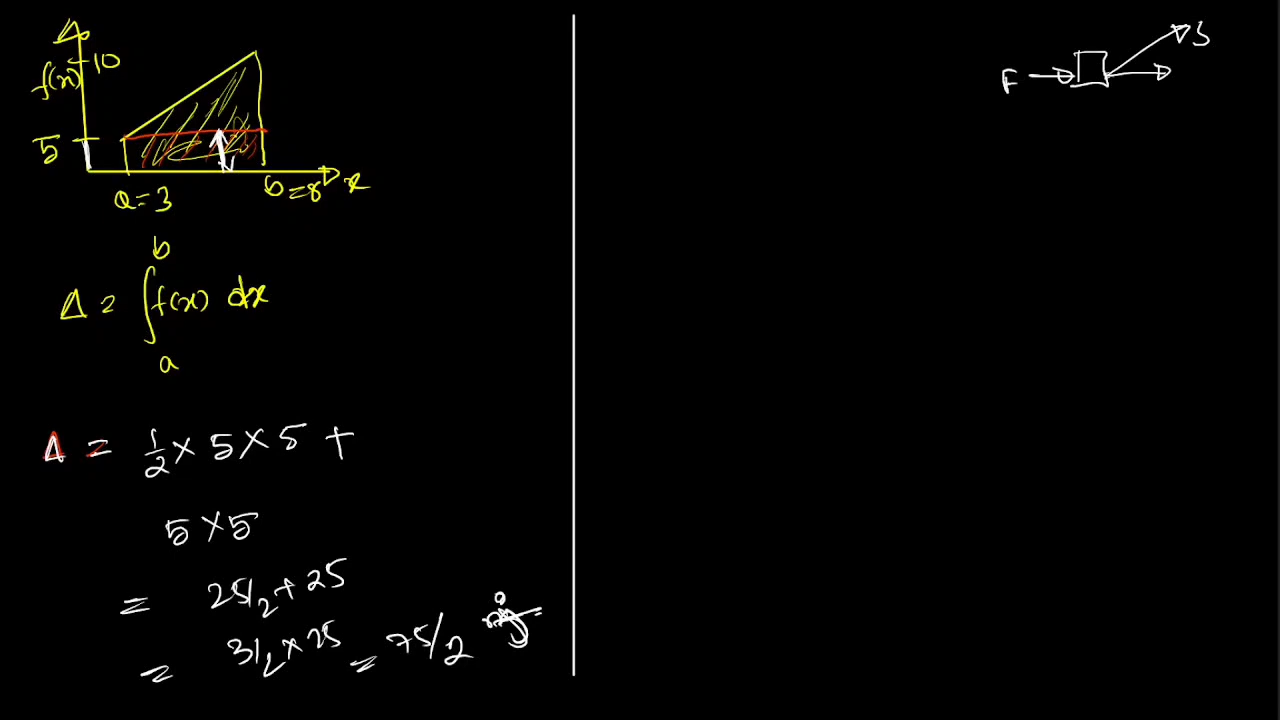 f(x)
10
5
a=3
b=8
x
b
Δ = ∫ f(x) dx
a
Δ = 1/2 × 5 × 5 +
5 × 5
= 25/2 + 25
= 3/2 × 25 = 75/2
F
S